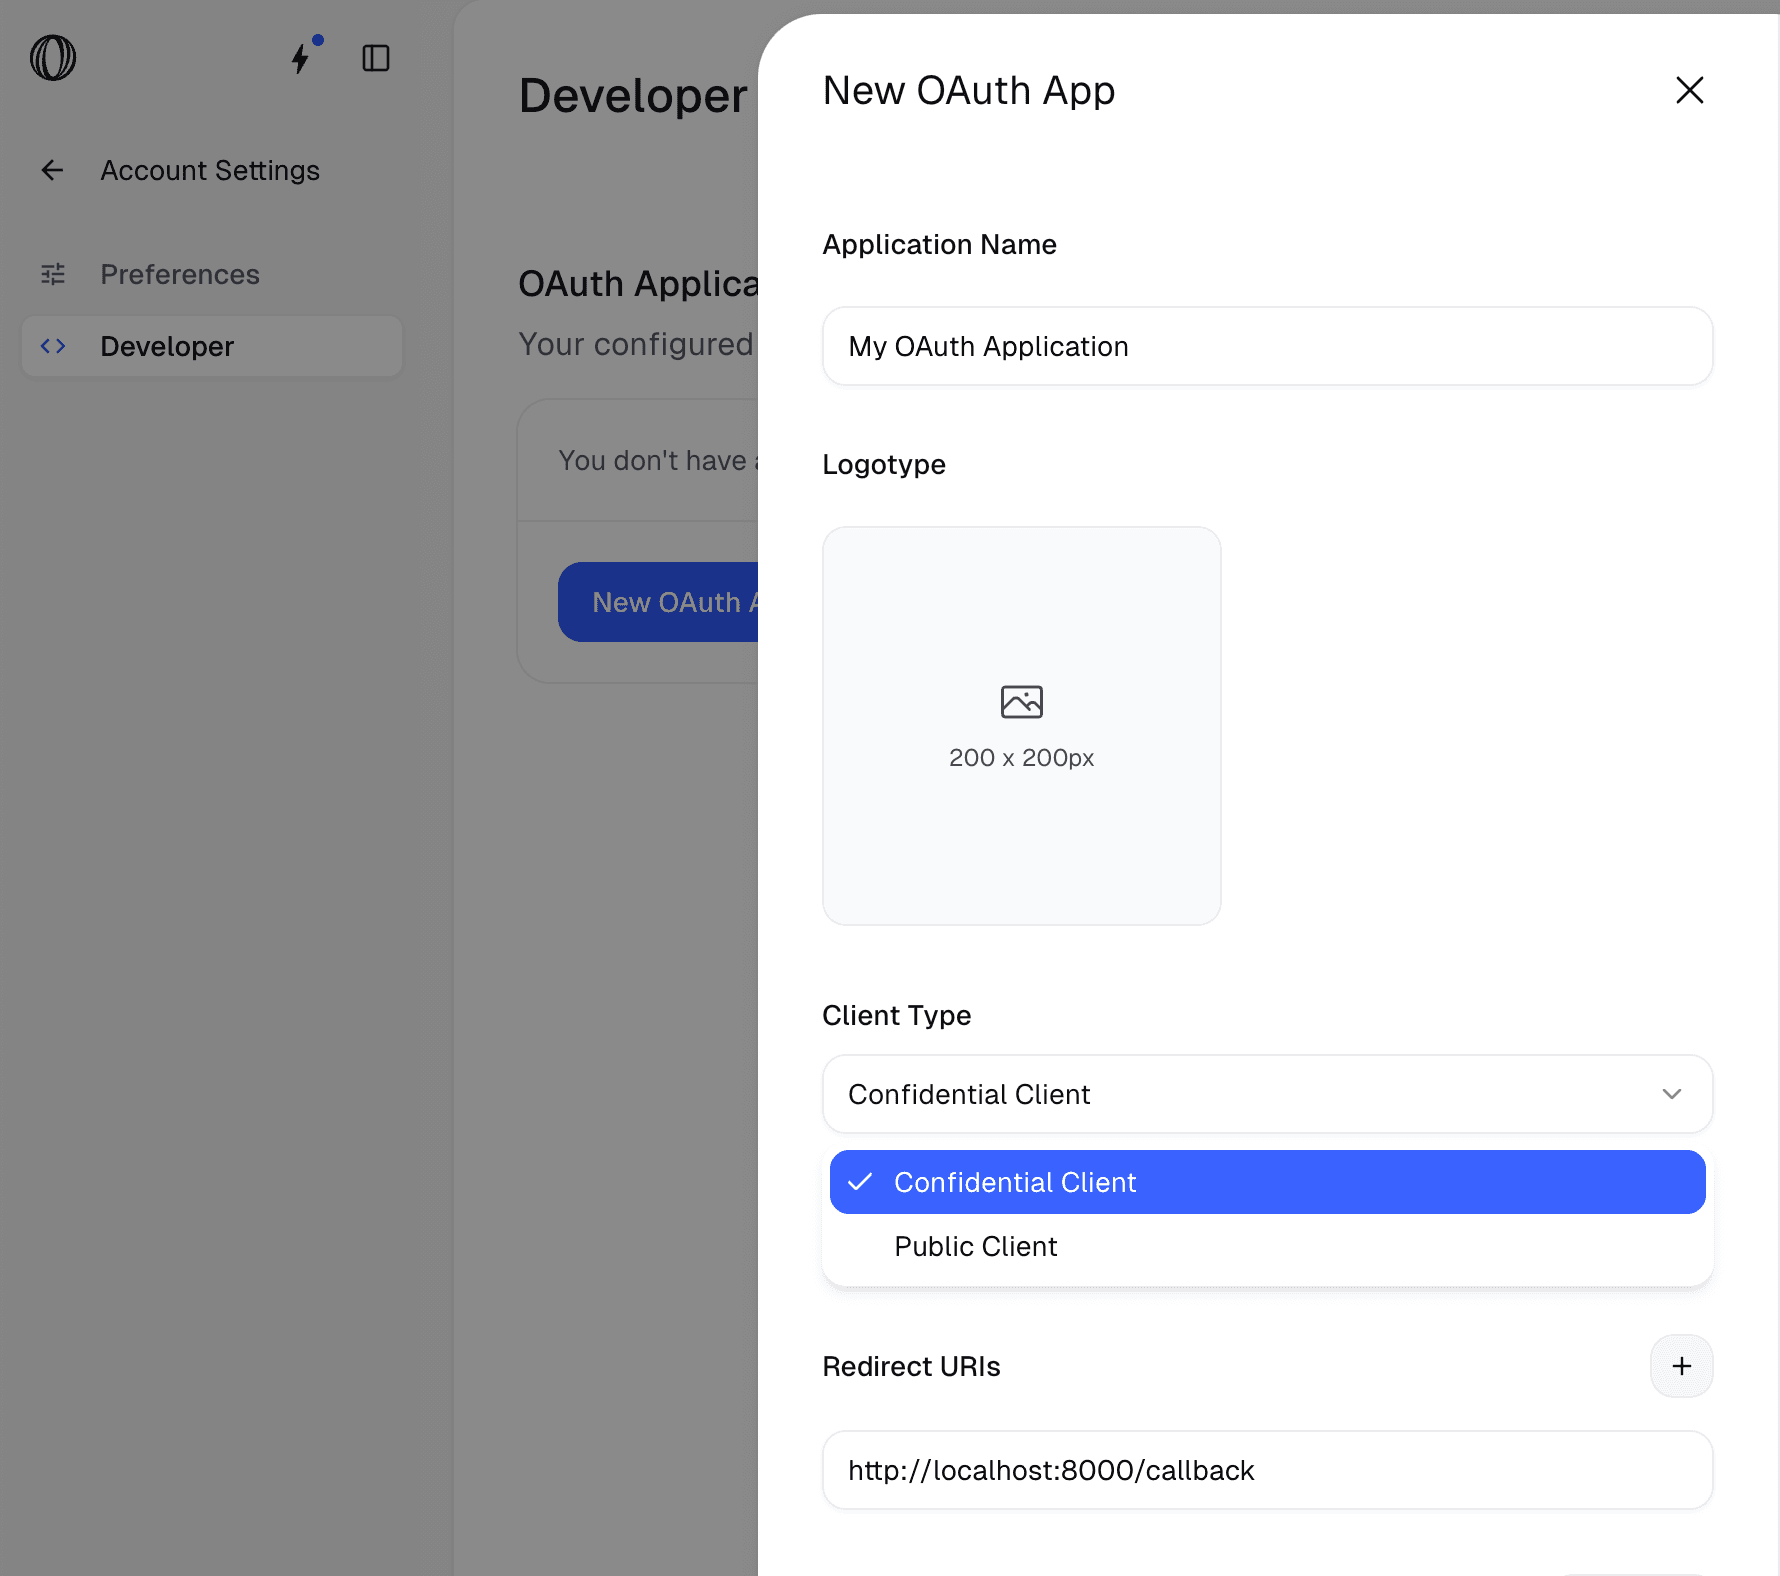 Account Settings
Preferences
Developer
Developer
OAuth Applica
Your configured
You don't have
New OAuth A
New OAuth App
Application Name
My OAuth Application
Logotype
200 x 200px
Client Type
Confidential Client
Confidential Client
Public Client
Redirect URIs
http://localhost:8000/callback